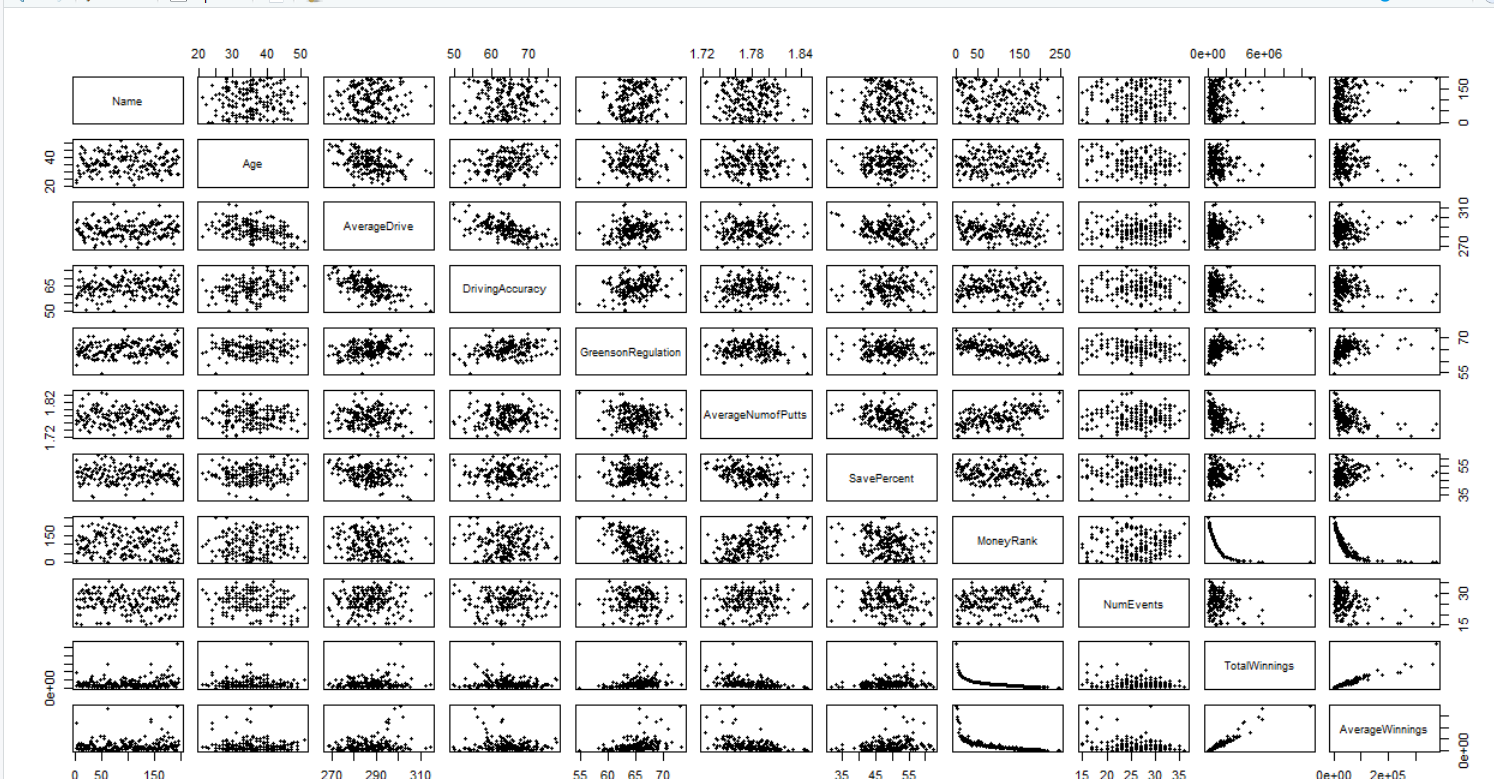 20 30 40 50 50 60 70 1.72 1.78 1.84 0 50 150 250 0e+00 6e+06
Name
0 150
20 40
Age
AverageDrive
270 310
50 65
DrivingAccuracy
GreensonRegulation
55 70
1.72 1.82
AverageNumofPutts
SavePercent
35 55
0 150
MoneyRank
NumEvents
15 30
0e+00
TotalWinnings
AverageWinnings
0e+00
0 50 150 270 290 310 55 60 65 70 35 45 55 15 20 25 30 35 0e+00 2e+05